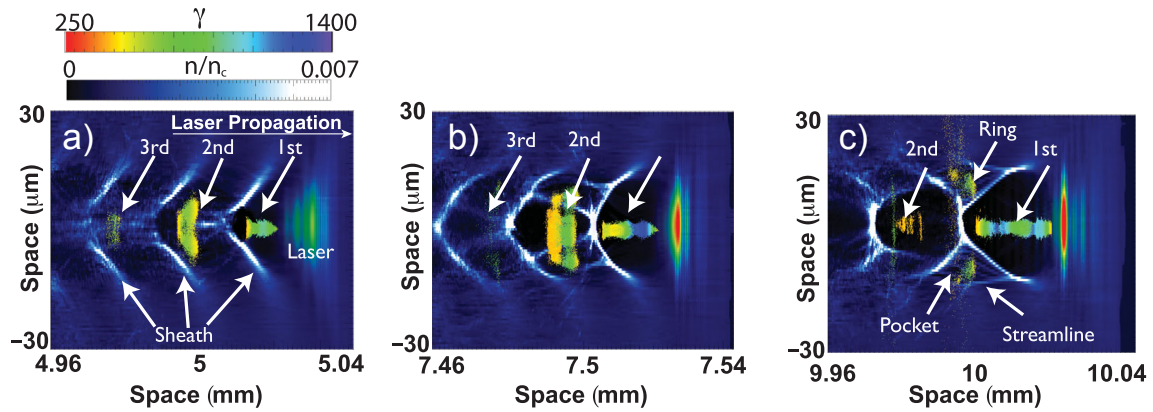 γ
250 1400
0 n/nc 0.007
30
a) Laser Propagation
3rd 2nd 1st
Laser
Sheath
−30
4.96 5 5.04
Space (mm)
Space (μm)
30
b)
3rd 2nd
−30
7.46 7.5 7.54
Space (mm)
Space (μm)
30
c)
Ring
2nd 1st
Pocket Streamline
−30
9.96 10 10.04
Space (mm)
Space (μm)